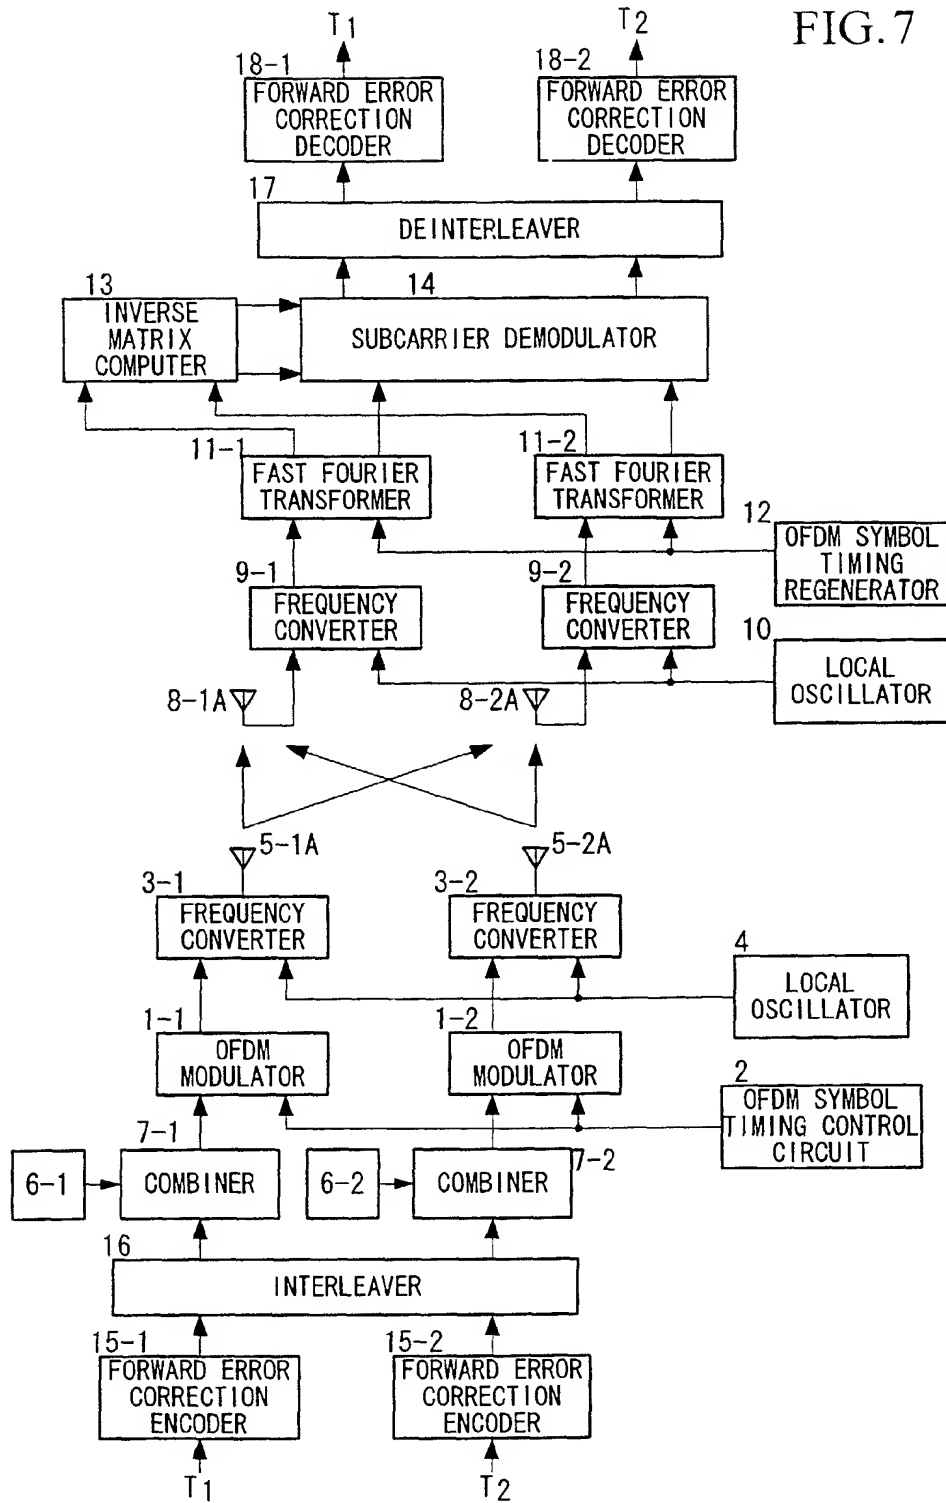 FIG. 7
T1
T2
18-1
18-2
FORWARD ERROR
CORRECTION
DECODER
FORWARD ERROR
CORRECTION
DECODER
17
DEINTERLEAVER
13
14
INVERSE
MATRIX
COMPUTER
SUBCARRIER DEMODULATOR
11-1
11-2
FAST FOURIER
TRANSFORMER
FAST FOURIER
TRANSFORMER
12
OFDM SYMBOL
TIMING
REGENERATOR
9-1
9-2
FREQUENCY
CONVERTER
FREQUENCY
CONVERTER
10
LOCAL
OSCILLATOR
8-1A
8-2A
5-1A
5-2A
3-1
3-2
FREQUENCY
CONVERTER
FREQUENCY
CONVERTER
4
LOCAL
OSCILLATOR
1-1
1-2
OFDM
MODULATOR
OFDM
MODULATOR
2
OFDM SYMBOL
TIMING CONTROL
CIRCUIT
7-1
7-2
6-1
COMBINER
6-2
COMBINER
16
INTERLEAVER
15-1
15-2
FORWARD ERROR
CORRECTION
ENCODER
FORWARD ERROR
CORRECTION
ENCODER
T1
T2